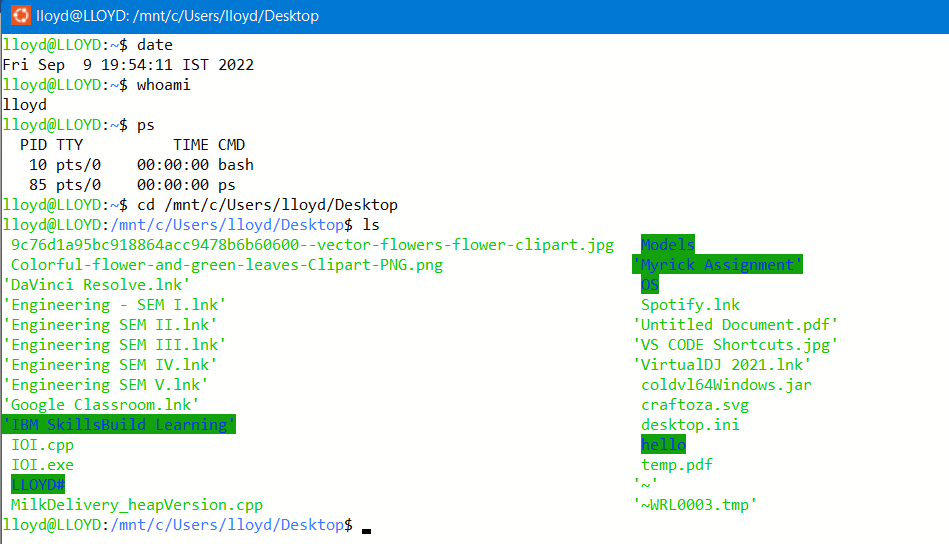 lloyd@LLOYD: /mnt/c/Users/lloyd/Desktop
lloyd@LLOYD:~$ date
Fri Sep  9 19:54:11 IST 2022
lloyd@LLOYD:~$ whoami
lloyd
lloyd@LLOYD:~$ ps
  PID TTY          TIME CMD
   10 pts/0    00:00:00 bash
   85 pts/0    00:00:00 ps
lloyd@LLOYD:~$ cd /mnt/c/Users/lloyd/Desktop
lloyd@LLOYD:/mnt/c/Users/lloyd/Desktop$ ls
 9c76d1a95bc918864acc9478b6b60600--vector-flowers-flower-clipart.jpg   Models
 Colorful-flower-and-green-leaves-Clipart-PNG.png                     'Myrick Assignment'
'DaVinci Resolve.lnk'                                                  OS
'Engineering - SEM I.lnk'                                              Spotify.lnk
'Engineering SEM II.lnk'                                              'Untitled Document.pdf'
'Engineering SEM III.lnk'                                             'VS CODE Shortcuts.jpg'
'Engineering SEM IV.lnk'                                              'VirtualDJ 2021.lnk'
'Engineering SEM V.lnk'                                                coldvl64Windows.jar
'Google Classroom.lnk'                                                 craftoza.svg
'IBM SkillsBuild Learning'                                             desktop.ini
 IOI.cpp                                                               hello
 IOI.exe                                                               temp.pdf
 LLOYD#                                                               '~'
 MilkDelivery_heapVersion.cpp                                         '~WRL0003.tmp'
lloyd@LLOYD:/mnt/c/Users/lloyd/Desktop$